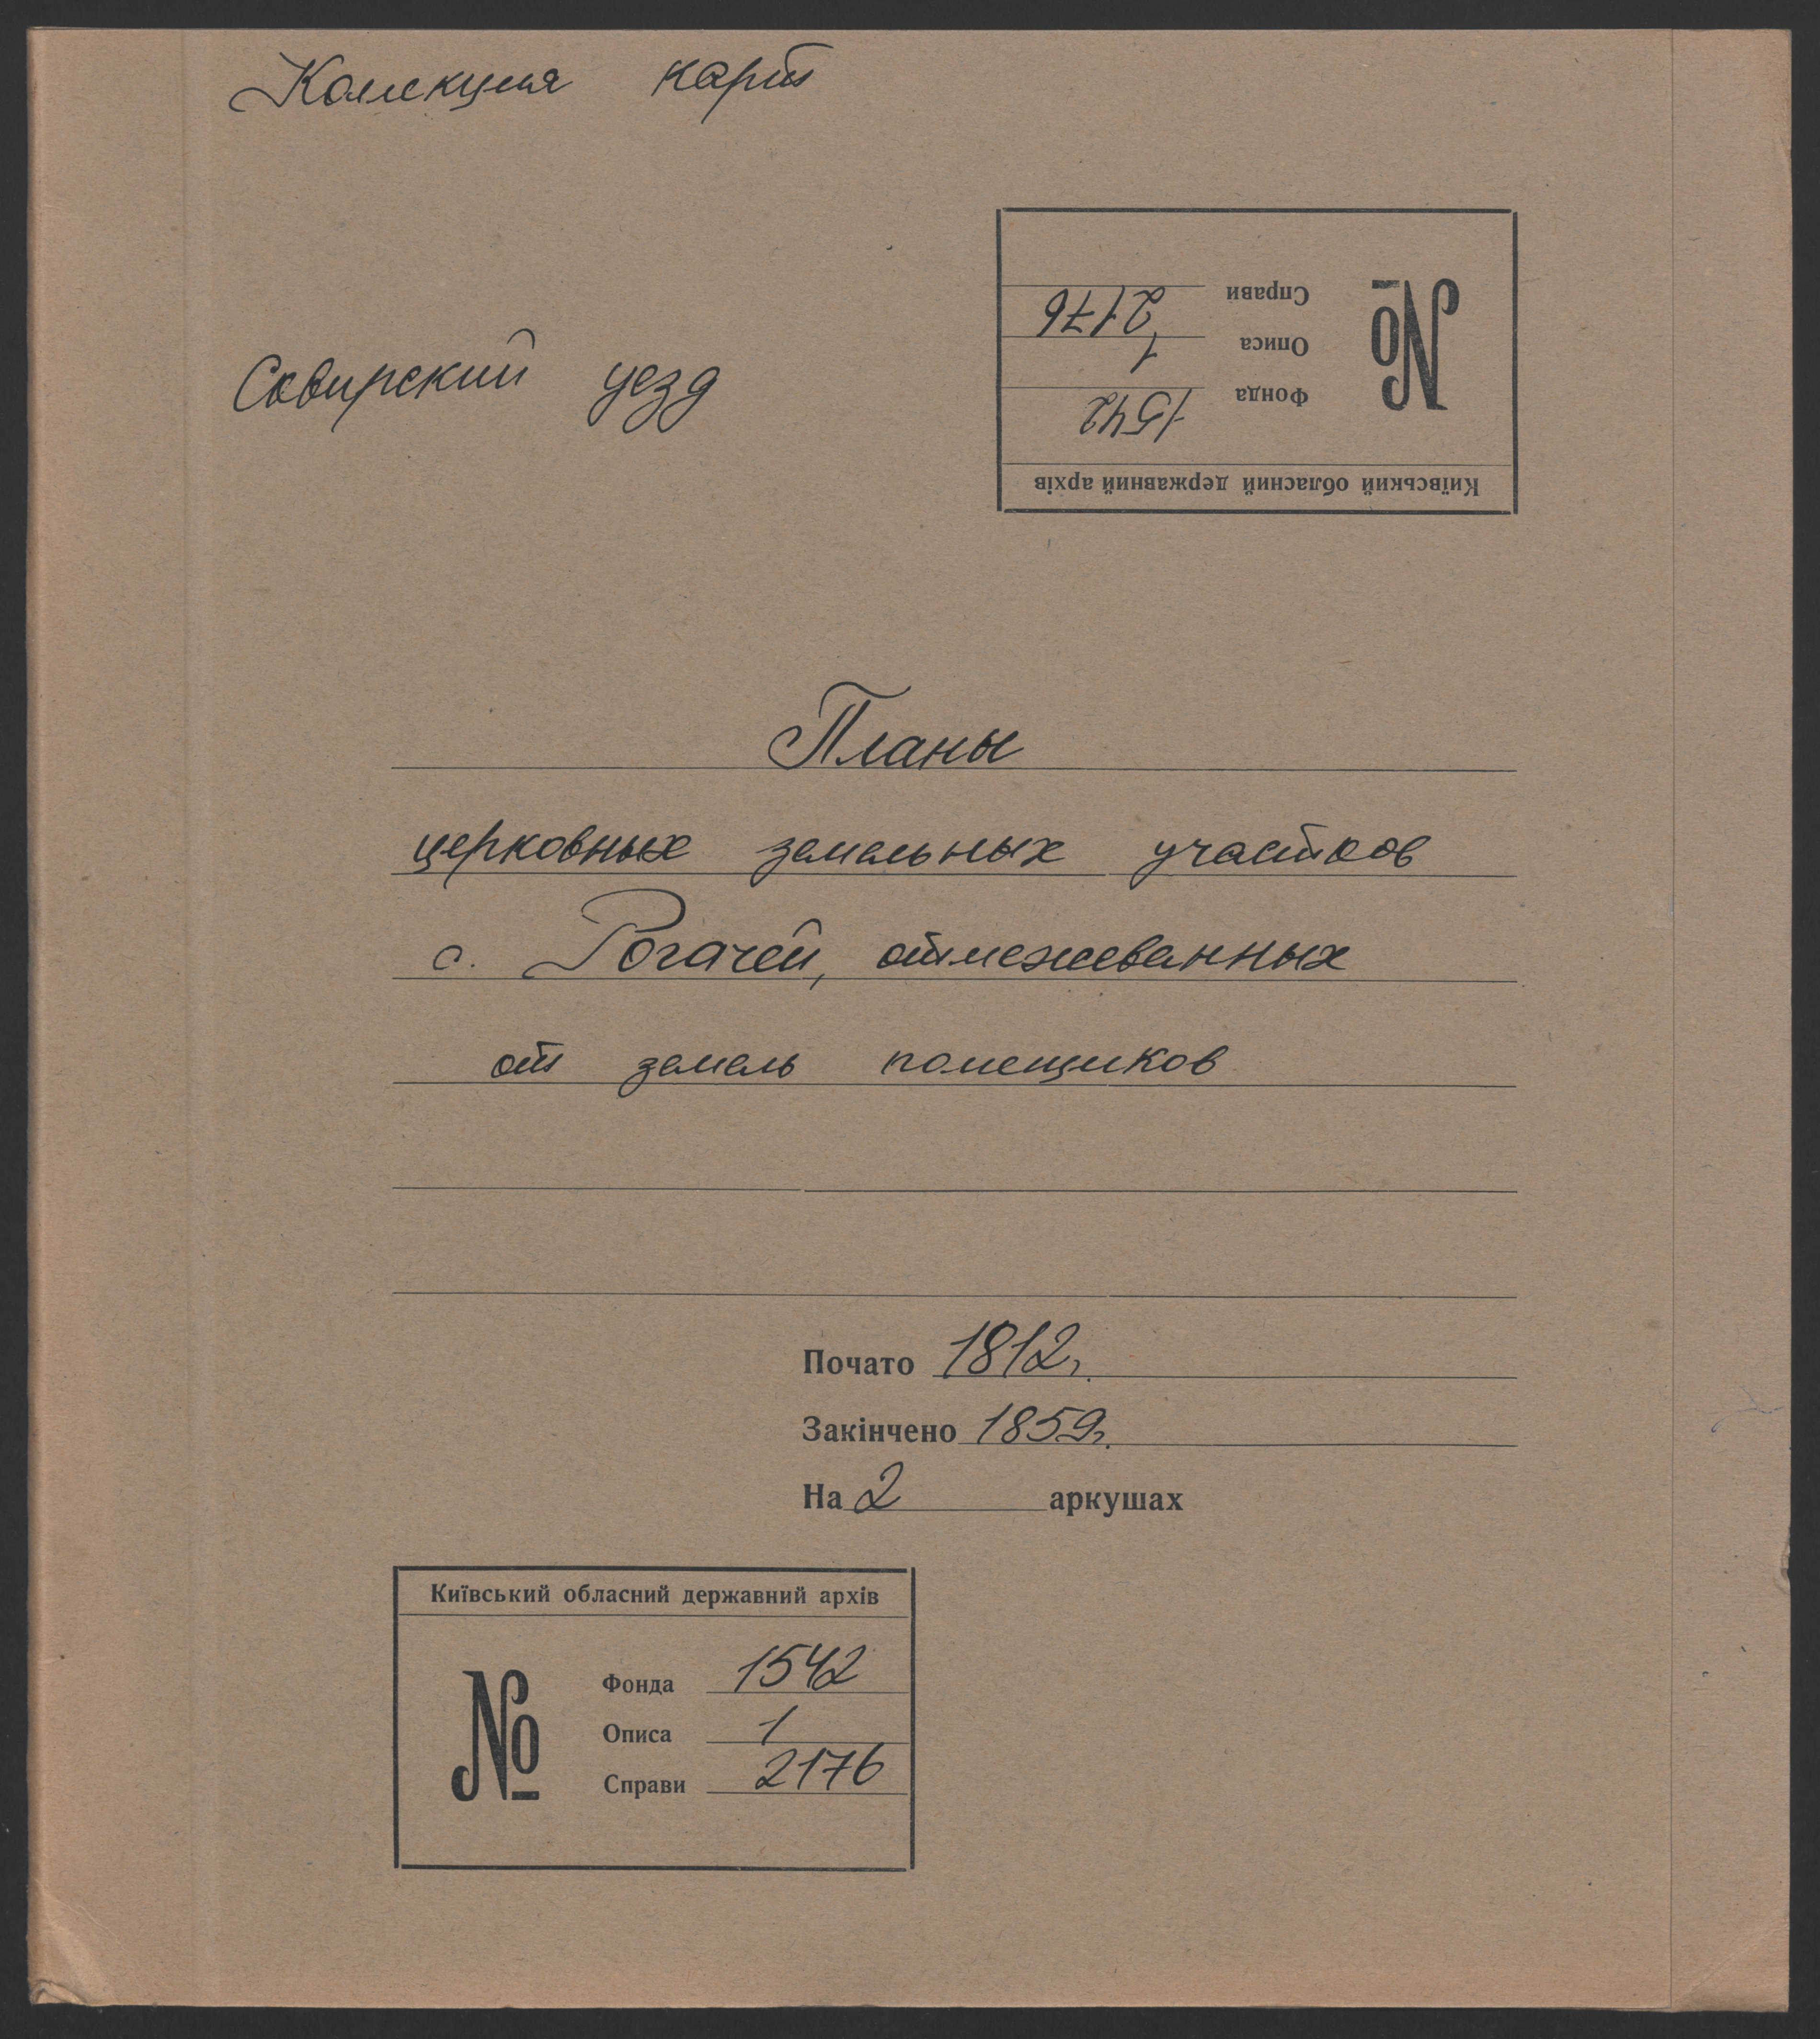 Коллекция карт
Справи 2176
Описа 1
Фонда 1542
№
Київський обласний державний архів
Сквирский уезд
Планы
церковных земельных участков
с. Рогачей, отмежеванных
от земель помещиков
Почато 1812г.
Закінчено 1859г.
На 2 аркушах
Київський обласний державний архів
№
Фонда 1542
Описа 1
Справи 2176